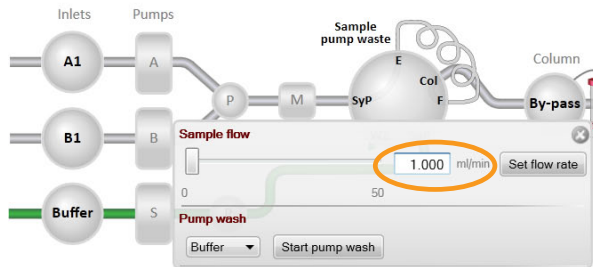 Inlets
Pumps
Sample
pump waste
Column
A1
A
E
P
M
SyP
Col
F
By-pass
B1
B
Sample flow
1.000 ml/min
Set flow rate
0
50
Buffer
S
Pump wash
Buffer
Start pump wash